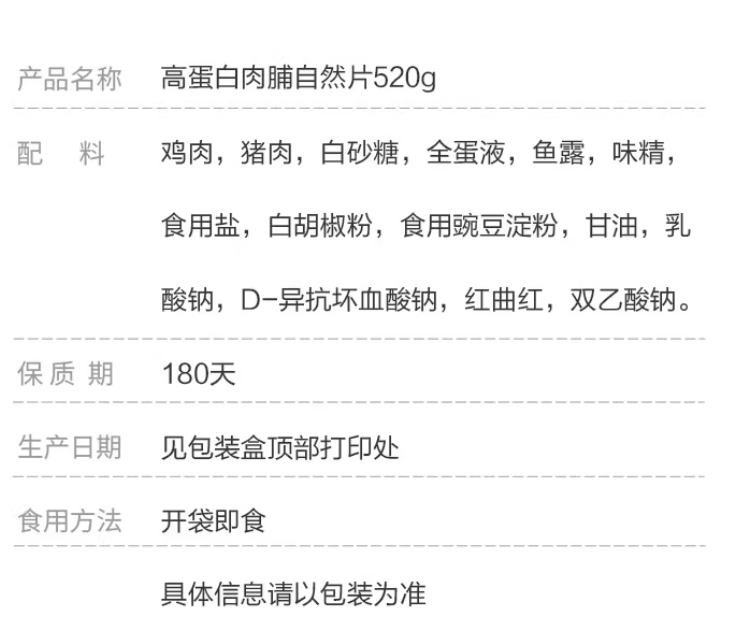 产品名称 高蛋白肉脯自然片520g
配 料 鸡肉，猪肉，白砂糖，全蛋液，鱼露，味精，
食用盐，白胡椒粉，食用豌豆淀粉，甘油，乳
酸钠，D-异抗坏血酸钠，红曲红，双乙酸钠。
保质期 180天
生产日期 见包装盒顶部打印处
食用方法 开袋即食
具体信息请以包装为准